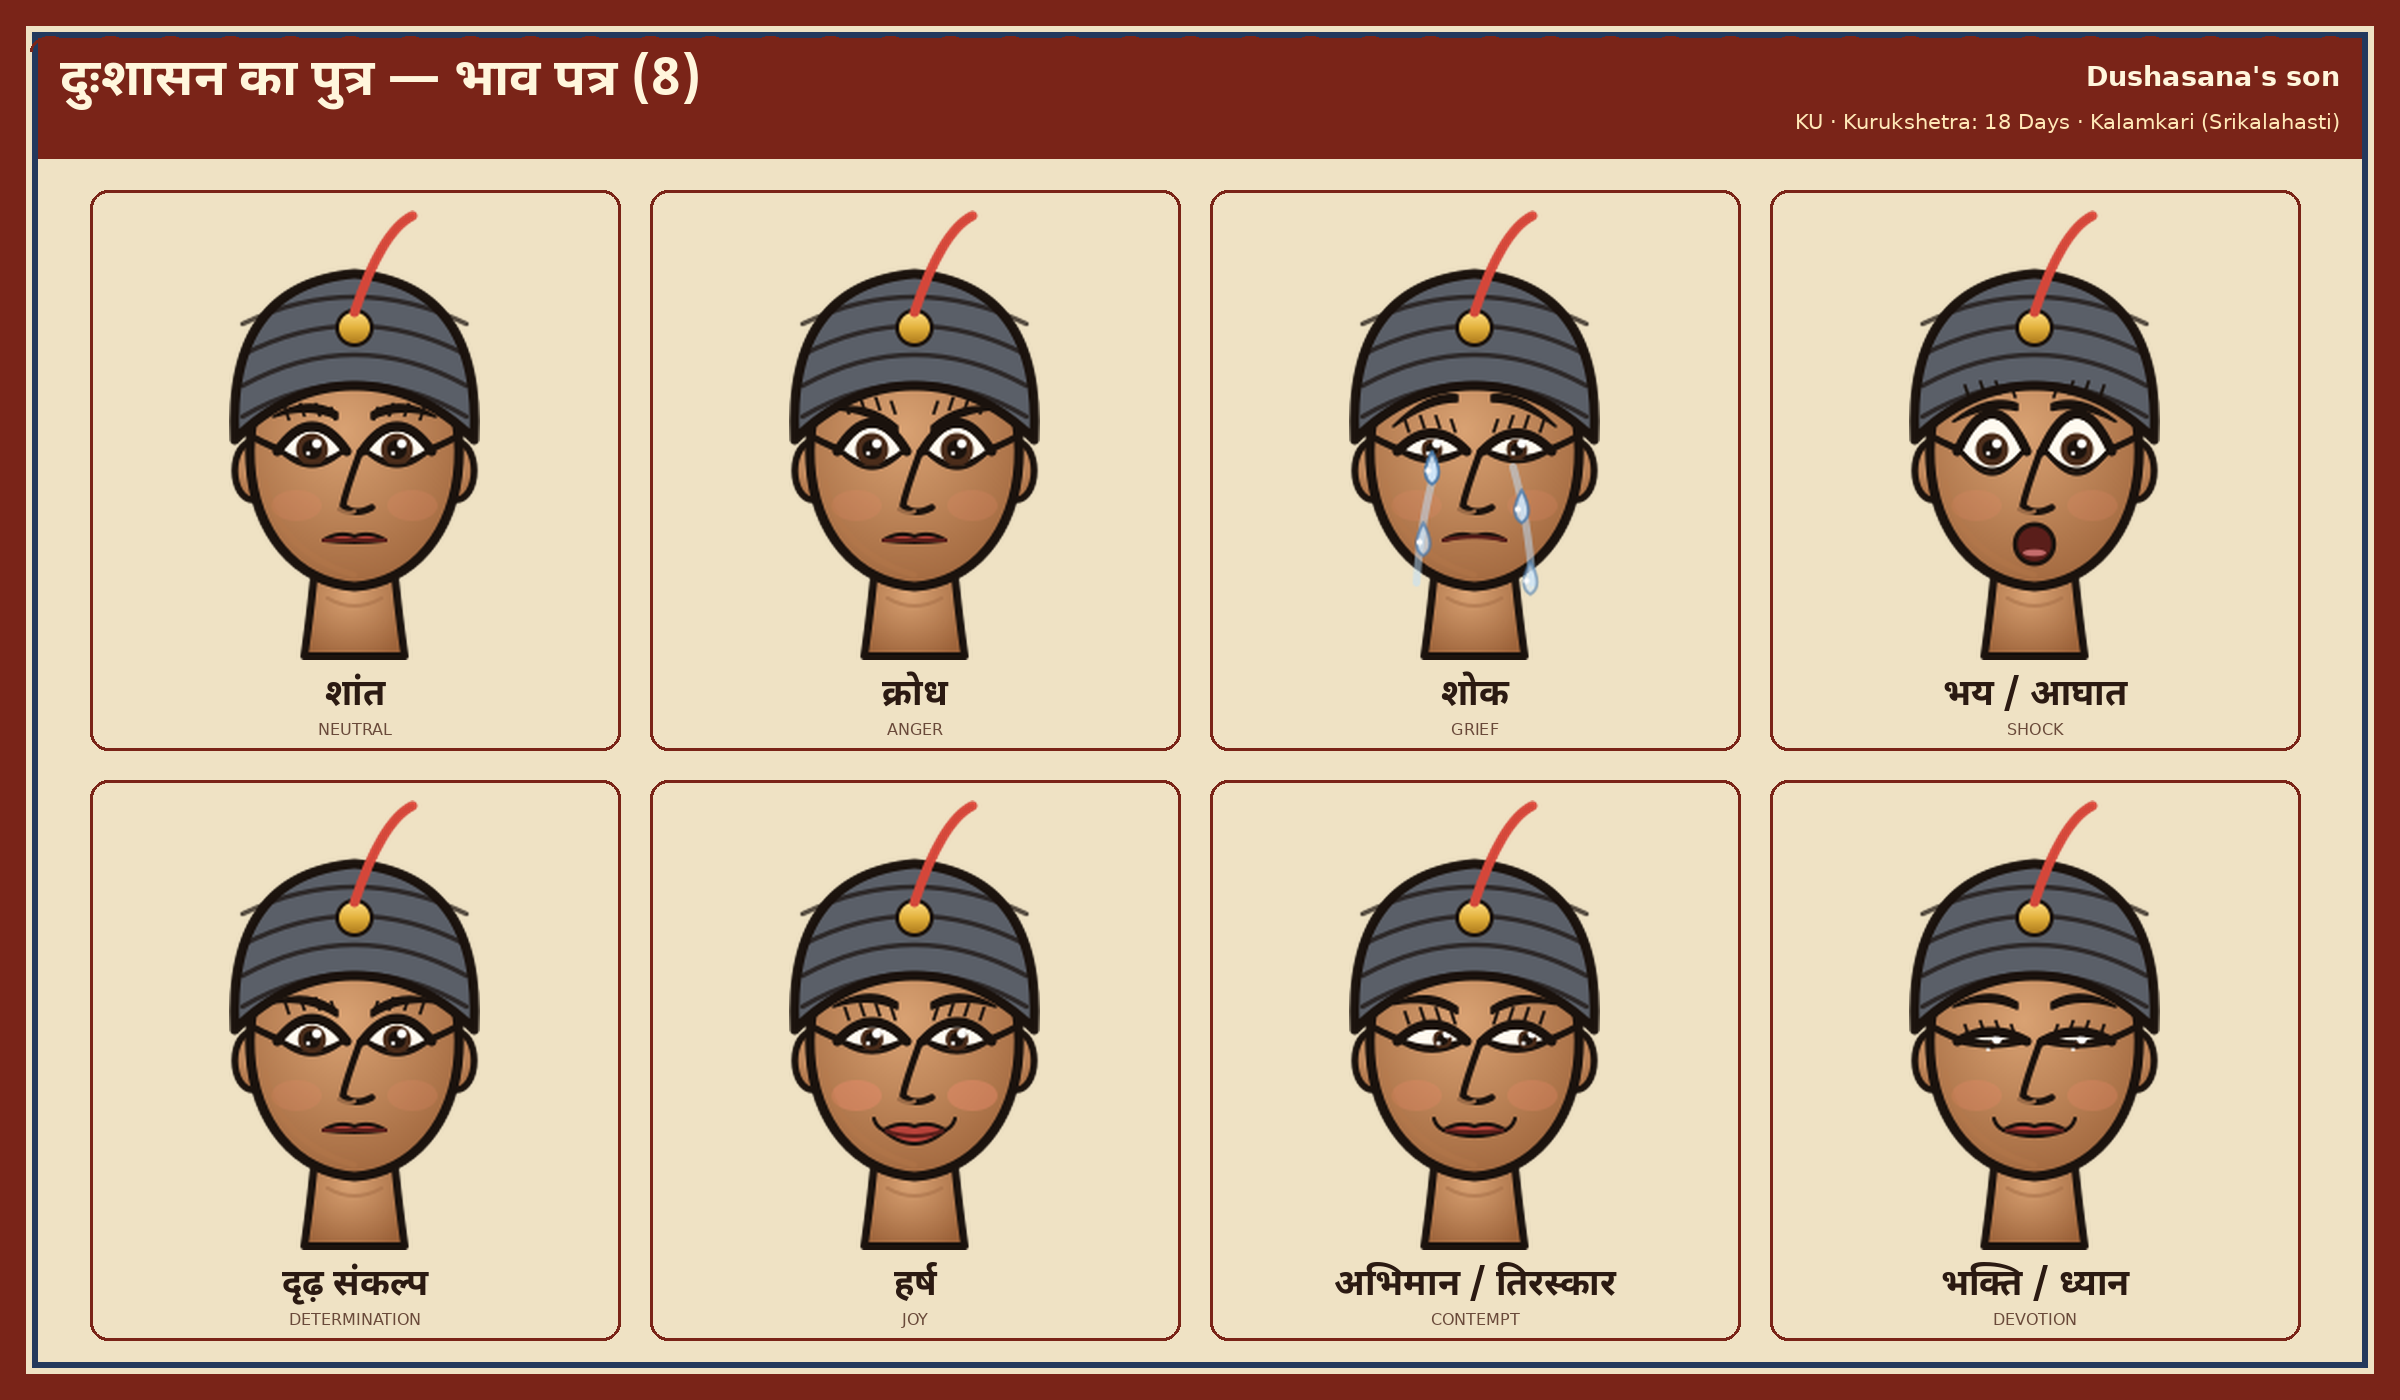 दुःशासन का पुत्र — भाव पत्र (8)
Dushasana's son
KU · Kurukshetra: 18 Days · Kalamkari (Srikalahasti)
शांत
NEUTRAL
क्रोध
ANGER
शोक
GRIEF
भय / आघात
SHOCK
दृढ़ संकल्प
DETERMINATION
हर्ष
JOY
अभिमान / तिरस्कार
CONTEMPT
भक्ति / ध्यान
DEVOTION